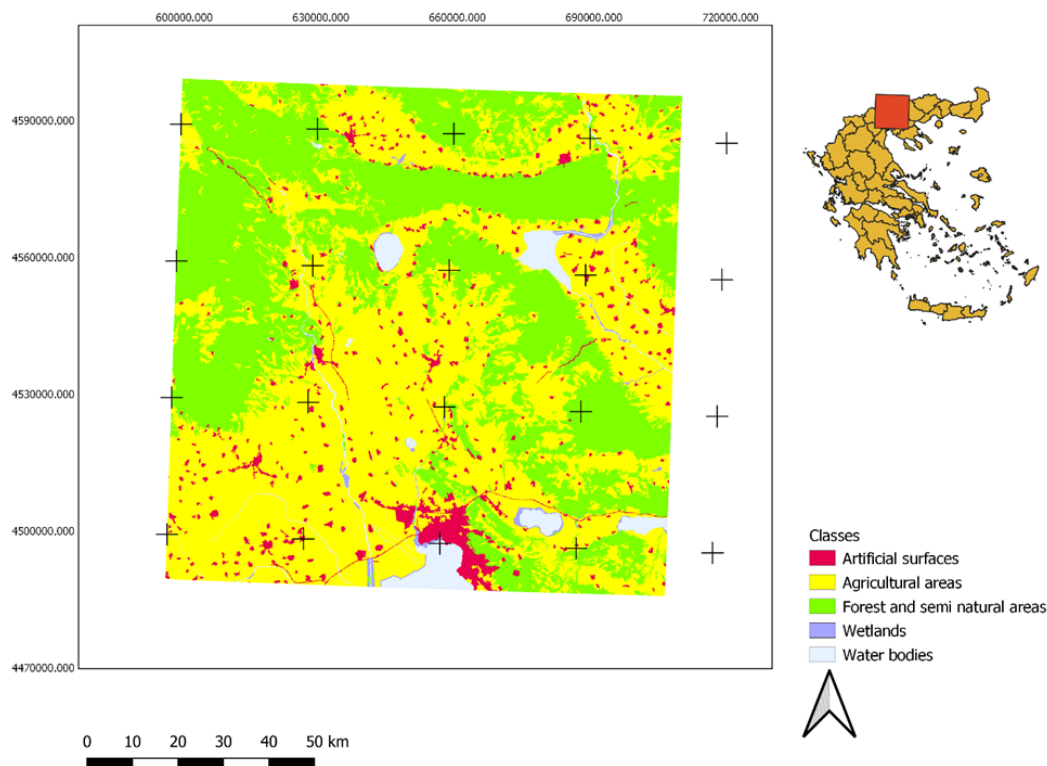 600000.000 630000.000 660000.000 690000.000 720000.000
4590000.000
4560000.000
4530000.000
4500000.000
4470000.000
Classes
Artificial surfaces
Agricultural areas
Forest and semi natural areas
Wetlands
Water bodies
0 10 20 30 40 50 km